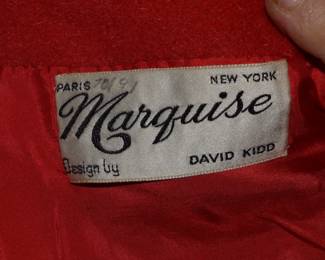 PARIS NEW YORK
Marquise
Design by DAVID KIDD